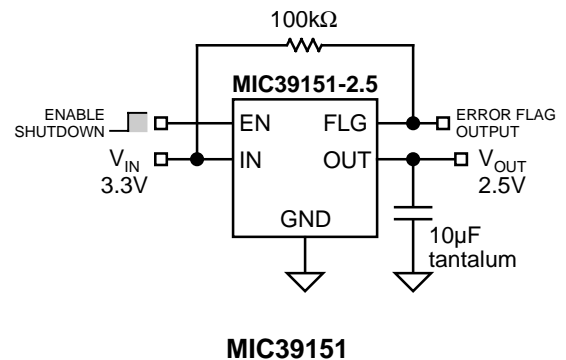 100kΩ
MIC39151-2.5
ENABLE
SHUTDOWN
EN
FLG
ERROR FLAG
OUTPUT
VIN
3.3V
IN
OUT
VOUT
2.5V
GND
10µF
tantalum
MIC39151